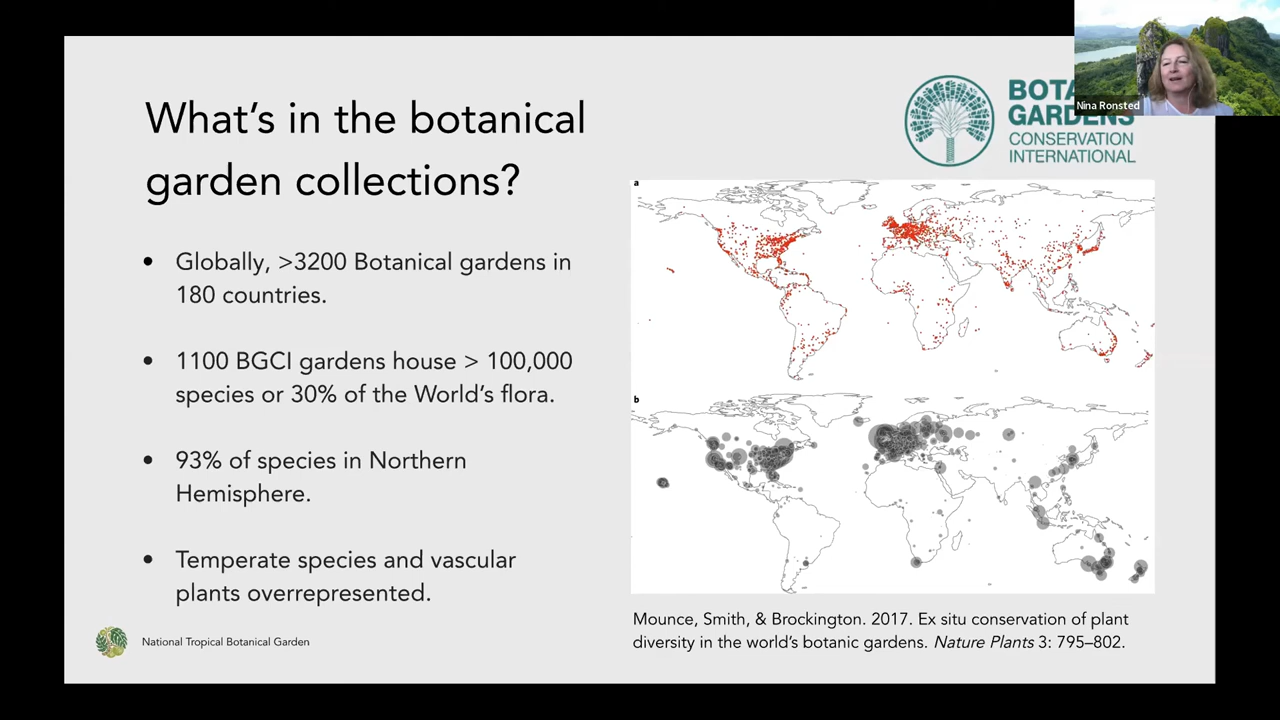 What's in the botanical
garden collections?
• Globally, >3200 Botanical gardens in
180 countries.
• 1100 BGCI gardens house > 100,000
species or 30% of the World's flora.
• 93% of species in Northern
Hemisphere.
• Temperate species and vascular
plants overrepresented.
National Tropical Botanical Garden
Nina Ronsted
GARDENS
CONSERVATION
INTERNATIONAL
a
b
Mounce, Smith, & Brockington. 2017. Ex situ conservation of plant
diversity in the world's botanic gardens. Nature Plants 3: 795–802.